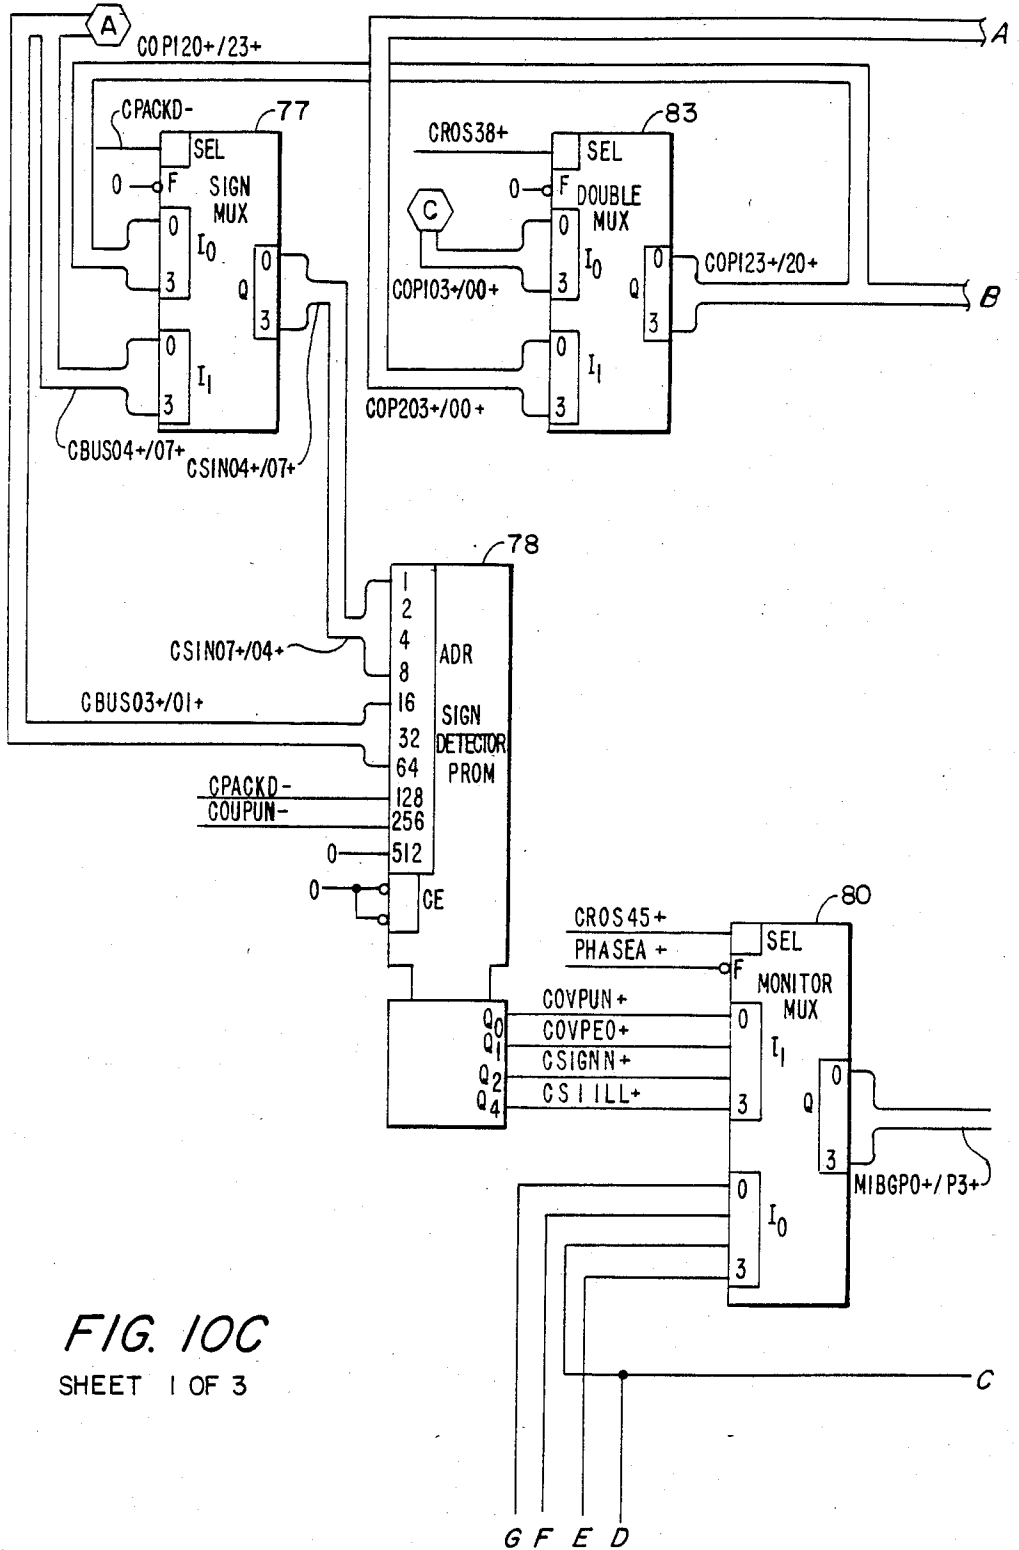 A
A
COP120+/23+
CPACKD-
77
SEL
0
F
SIGN
MUX
0
I0
3
Q
0
3
0
I1
3
CBUS04+/07+
CSIN04+/07+
CROS38+
83
SEL
0
F
DOUBLE
MUX
C
0
I0
3
COP103+/00+
Q
0
3
COP123+/20+
B
0
I1
3
COP203+/00+
78
1
2
4
8
16
32
64
128
256
512
ADR
SIGN
DETECTOR
PROM
CSIN07+/04+
CBUS03+/01+
CPACKD-
COUPUN-
0
0
CE
Q0
Q1
Q2
Q4
COVPUN+
COVPEO+
CSIGNN+
CSIILL+
CROS45+
PHASEA+
80
SEL
F
MONITOR
MUX
0
I1
3
Q
0
3
MIBGP0+/P3+
0
I0
3
C
G F E D
FIG. 10C
SHEET 1 OF 3